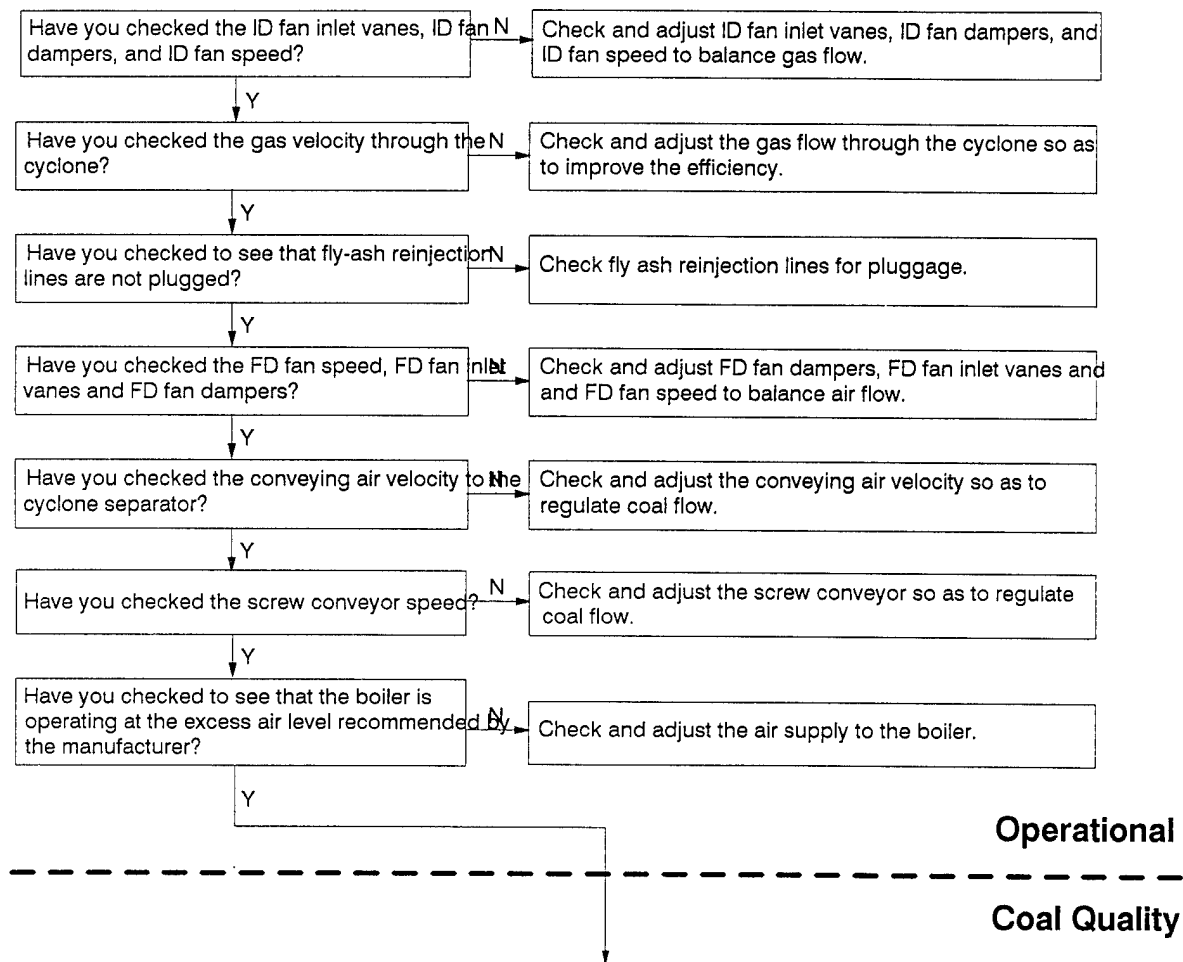 Have you checked the ID fan inlet vanes, ID fan
dampers, and ID fan speed?
N
Check and adjust ID fan inlet vanes, ID fan dampers, and
ID fan speed to balance gas flow.
Y
Have you checked the gas velocity through the
cyclone?
N
Check and adjust the gas flow through the cyclone so as
to improve the efficiency.
Y
Have you checked to see that fly-ash reinjection
lines are not plugged?
N
Check fly ash reinjection lines for pluggage.
Y
Have you checked the FD fan speed, FD fan inlet
vanes and FD fan dampers?
N
Check and adjust FD fan dampers, FD fan inlet vanes and
and FD fan speed to balance air flow.
Y
Have you checked the conveying air velocity to the
cyclone separator?
N
Check and adjust the conveying air velocity so as to
regulate coal flow.
Y
Have you checked the screw conveyor speed?
N
Check and adjust the screw conveyor so as to regulate
coal flow.
Y
Have you checked to see that the boiler is
operating at the excess air level recommended by
the manufacturer?
N
Check and adjust the air supply to the boiler.
Y
Operational
Coal Quality